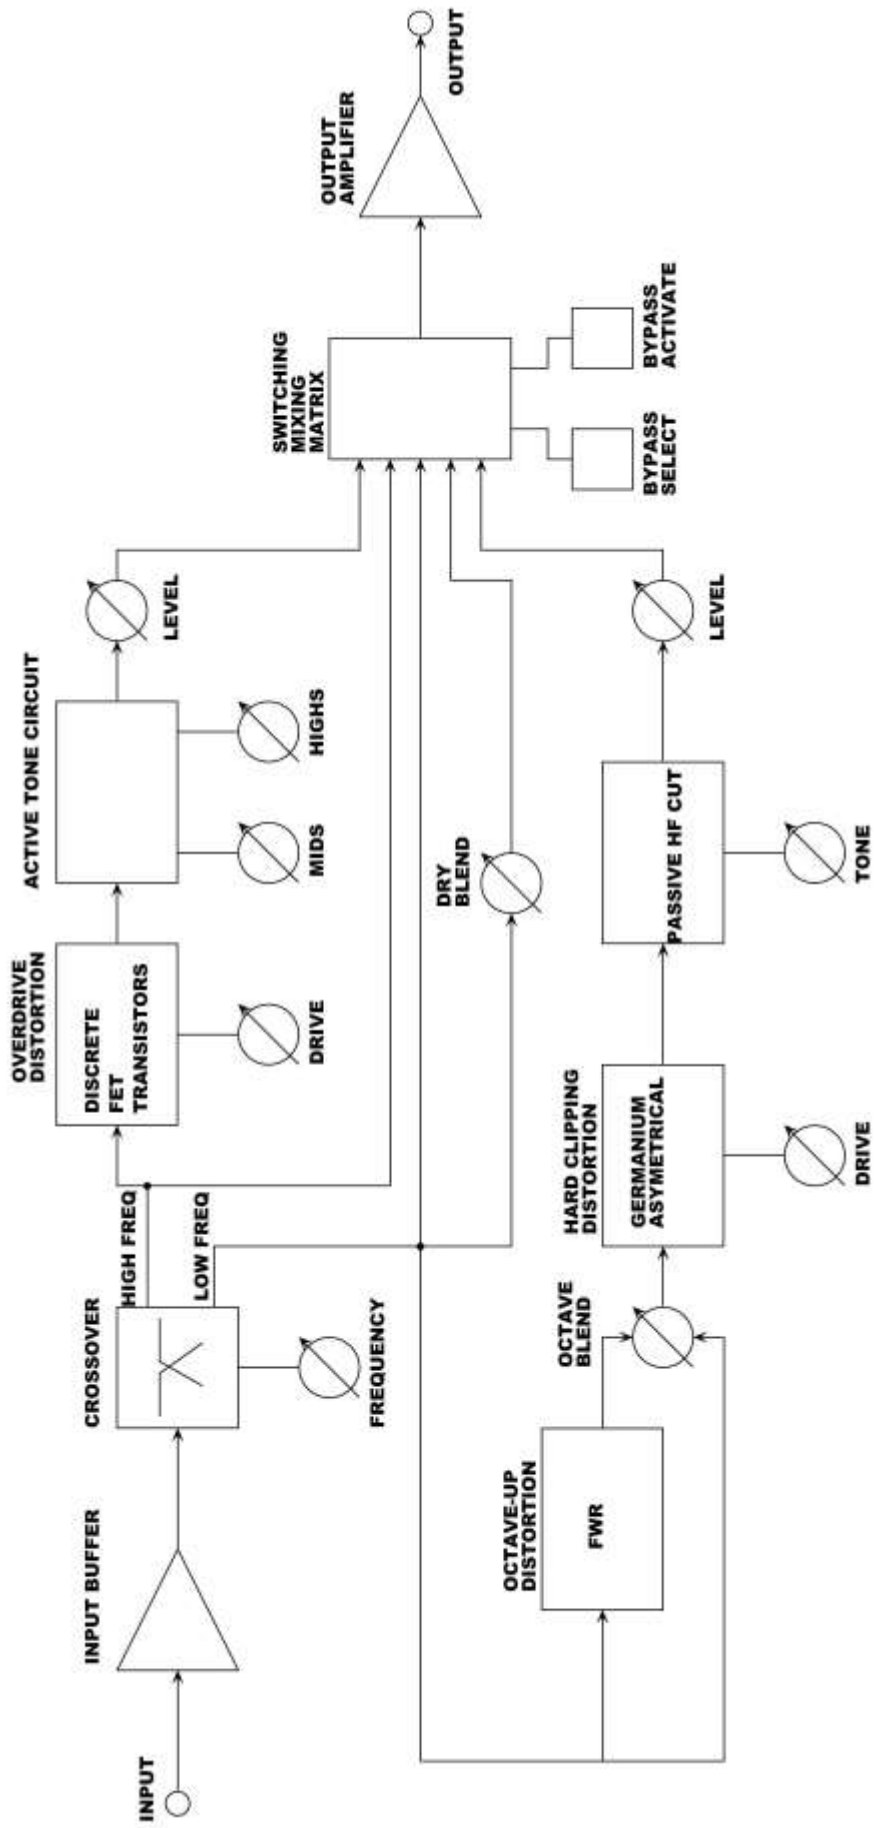 INPUT
INPUT BUFFER
CROSSOVER
HIGH FREQ
LOW FREQ
FREQUENCY
OVERDRIVE
DISTORTION
DISCRETE
FET
TRANSISTORS
DRIVE
ACTIVE TONE CIRCUIT
MIDS
HIGHS
LEVEL
DRY
BLEND
SWITCHING
MIXING
MATRIX
BYPASS
SELECT
BYPASS
ACTIVATE
OUTPUT
AMPLIFIER
OUTPUT
OCTAVE-UP
DISTORTION
FWR
OCTAVE
BLEND
HARD CLIPPING
DISTORTION
GERMANIUM
ASYMETRICAL
DRIVE
PASSIVE HF CUT
TONE
LEVEL